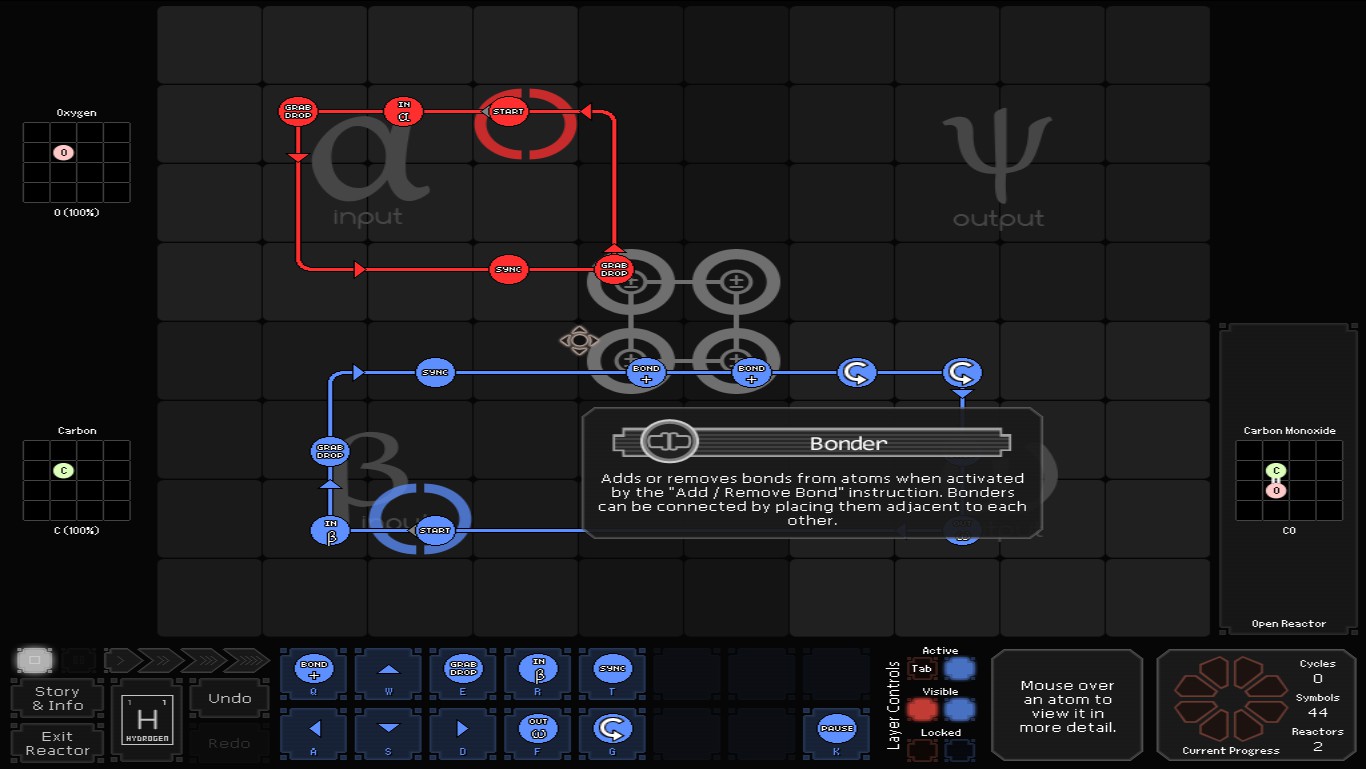 Oxygen
O
O (100%)
Carbon
C
C (100%)
GRAB
DROP
IN
α
START
α
input
ψ
output
SYNC
GRAB
DROP
SYNC
BOND
+
BOND
+
GRAB
DROP
β
input
IN
β
START
Bonder
Adds or removes bonds from atoms when activated
by the "Add / Remove Bond" instruction. Bonders
can be connected by placing them adjacent to each
other.
Carbon Monoxide
C
O
CO
Open Reactor
Story
& Info
Exit
Reactor
1 1
H
HYDROGEN
Undo
Redo
BOND
+
Q
W
GRAB
DROP
E
IN
β
R
SYNC
T
A
S
D
OUT
ω
F
G
PAUSE
K
Layer Controls
Active
Tab
Visible
Locked
Mouse over
an atom to
view it in
more detail.
Cycles
0
Symbols
44
Reactors
2
Current Progress